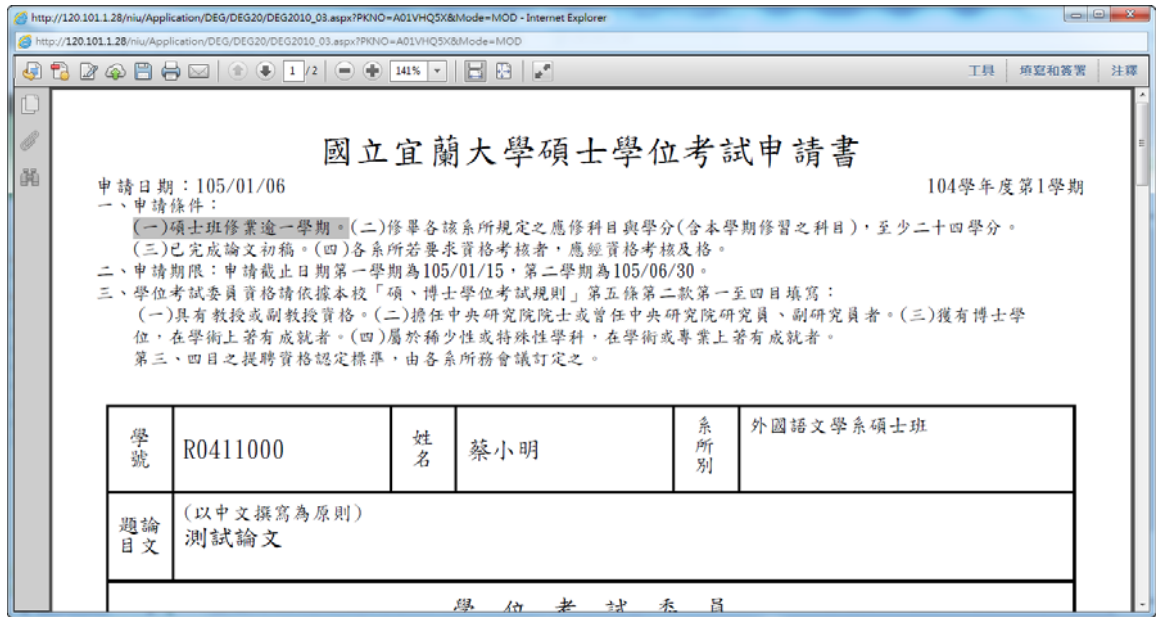 http://120.101.1.28/niu/Application/DEG/DEG20/DEG2010_03.aspx?PKNO=A01VHQ5X&Mode=MOD - Internet Explorer
http://120.101.1.28/niu/Application/DEG/DEG20/DEG2010_03.aspx?PKNO=A01VHQ5X&Mode=MOD
1 / 2 141% 工具 填寫和簽署 注釋
國立宜蘭大學碩士學位考試申請書
申請日期：105/01/06 104學年度第1學期
一、申請條件：
(一)碩士班修業逾一學期。(二)修畢各該系所規定之應修科目與學分(含本學期修習之科目)，至少二十四學分。
(三)已完成論文初稿。(四)各系所若要求資格考核者，應經資格考核及格。
二、申請期限：申請截止日期第一學期為105/01/15，第二學期為105/06/30。
三、學位考試委員資格請依據本校「碩、博士學位考試規則」第五條第二款第一至四目填寫：
(一)具有教授或副教授資格。(二)擔任中央研究院院士或曾任中央研究院研究員、副研究員者。(三)獲有博士學
位，在學術上著有成就者。(四)屬於稀少性或特殊性學科，在學術或專業上著有成就者。
第三、四目之提聘資格認定標準，由各系所務會議訂定之。
學號 R0411000 姓名 蔡小明 系所別 外國語文學系碩士班
論文題目 (以中文撰寫為原則)
測試論文
學位考試委員